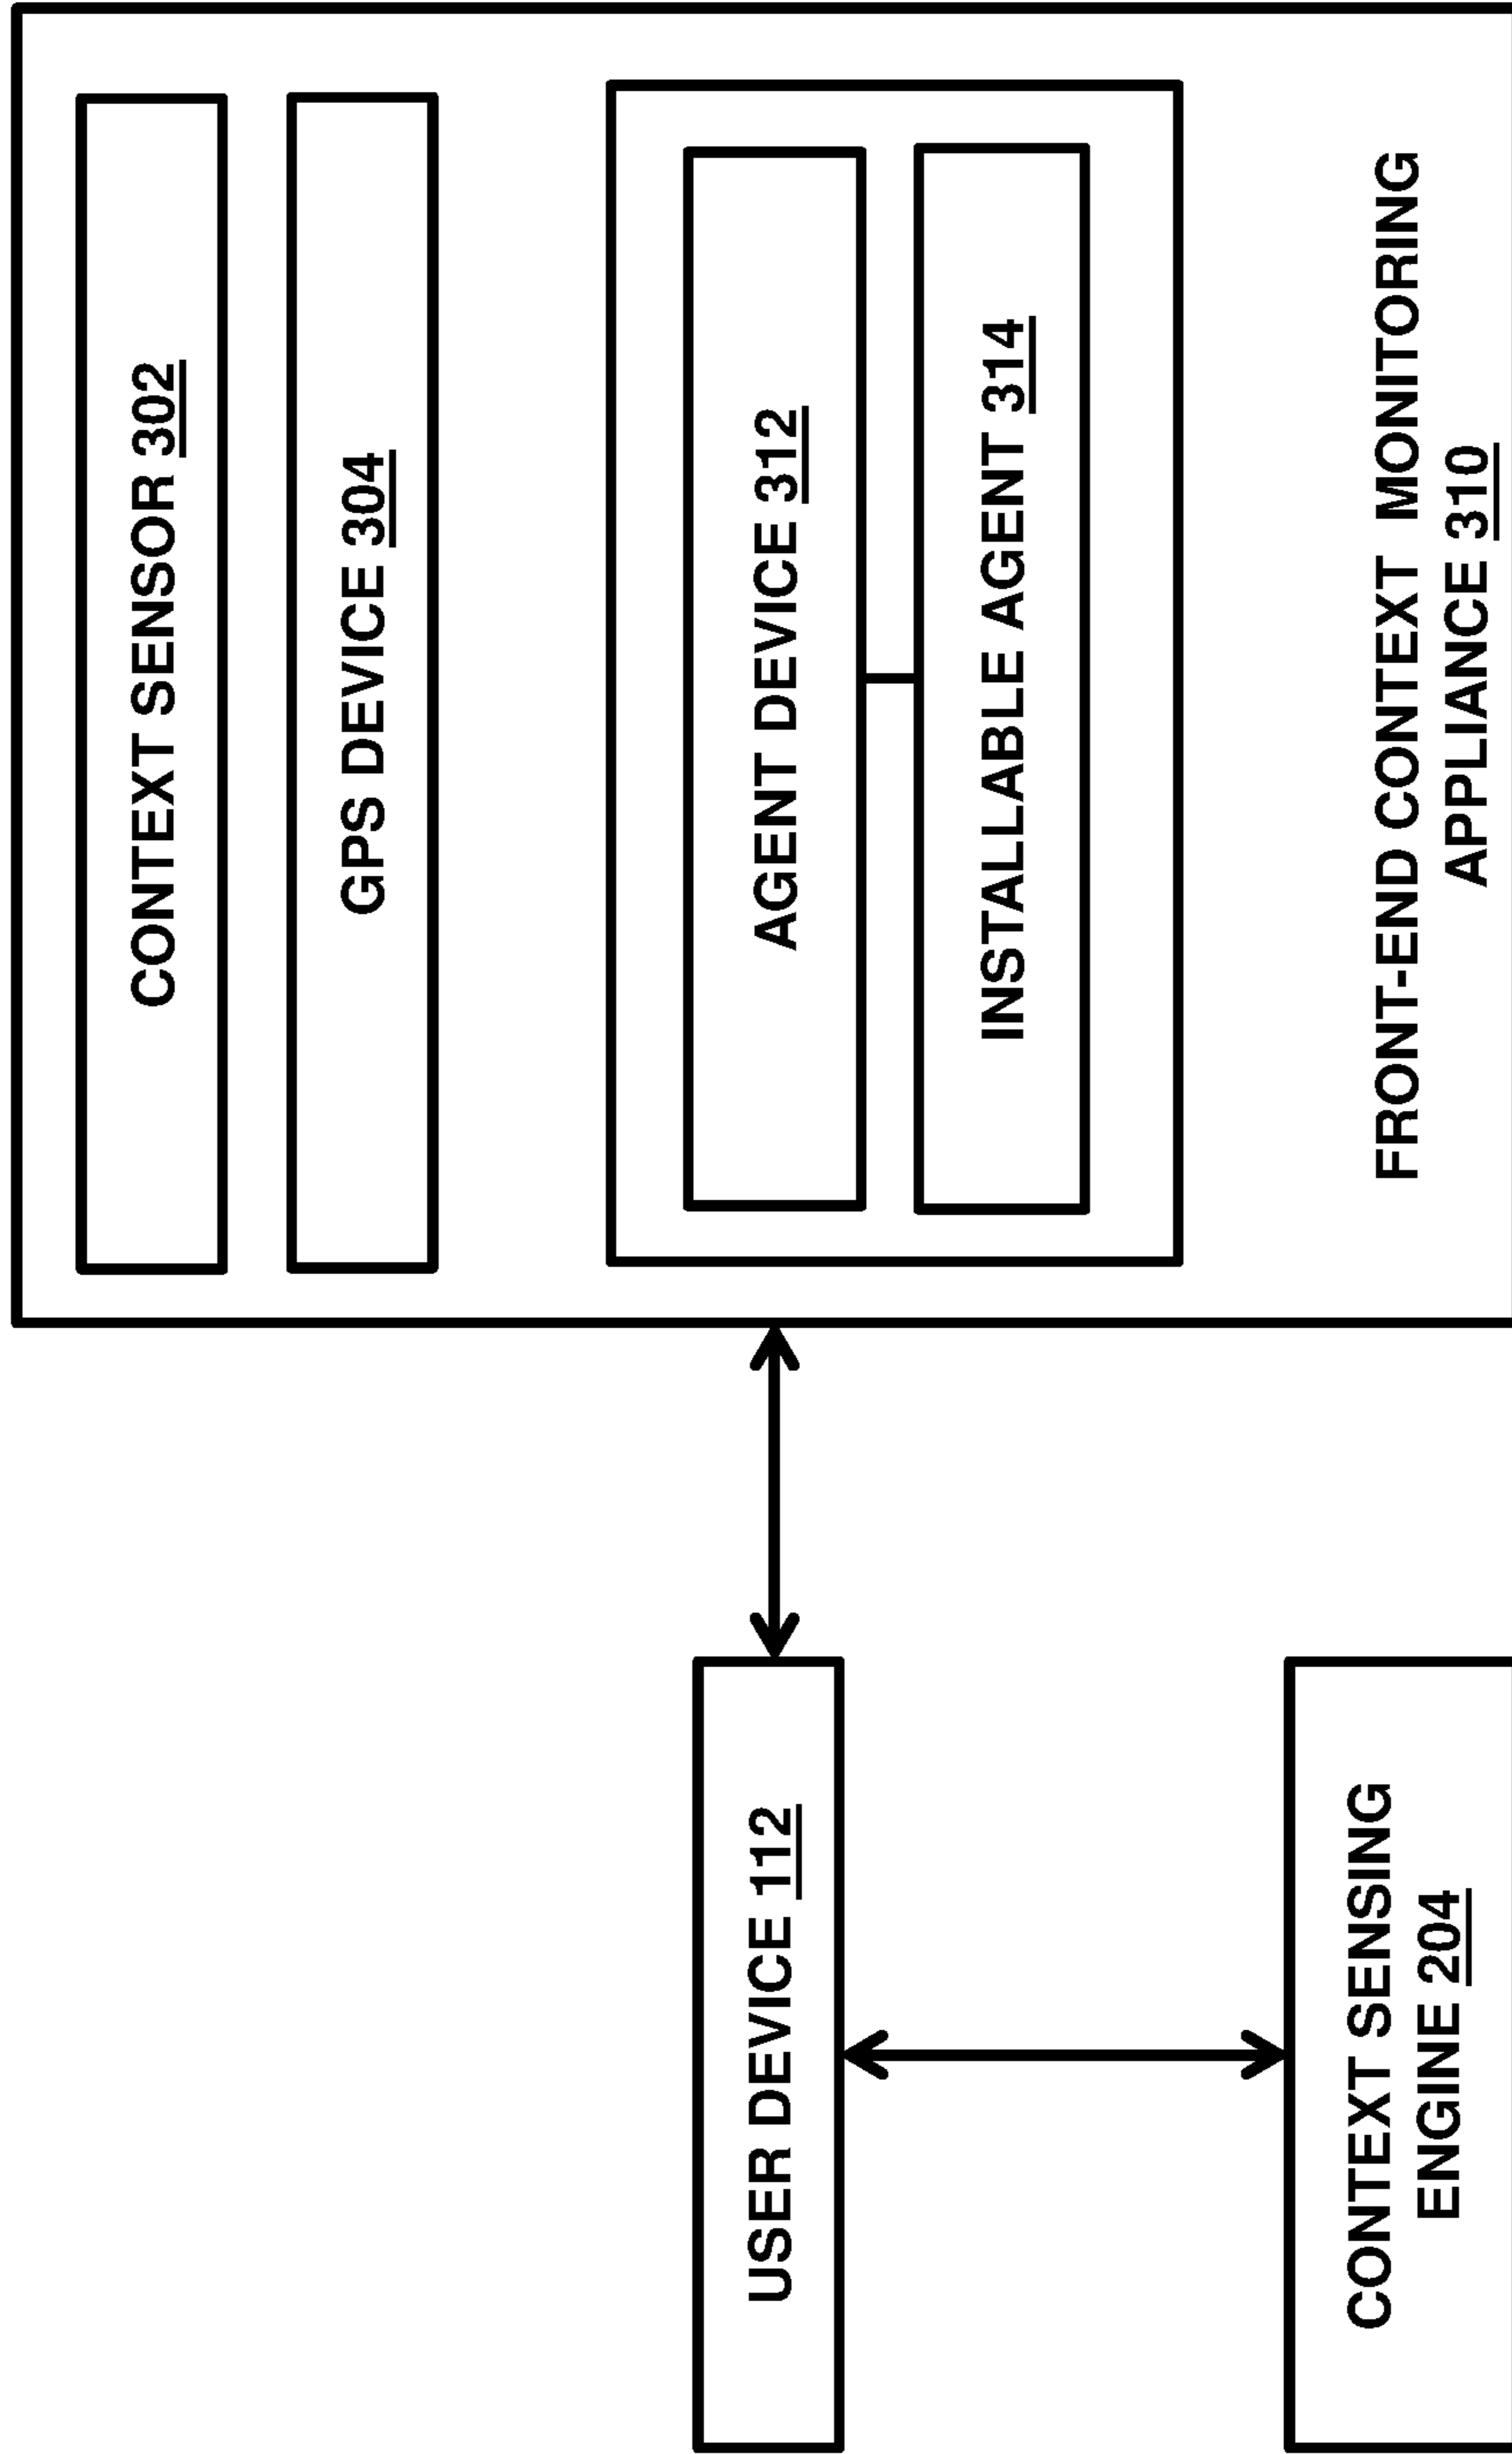 USER DEVICE 112
CONTEXT SENSING
ENGINE 204
CONTEXT SENSOR 302
GPS DEVICE 304
AGENT DEVICE 312
INSTALLABLE AGENT 314
FRONT-END CONTEXT MONITORING
APPLIANCE 310